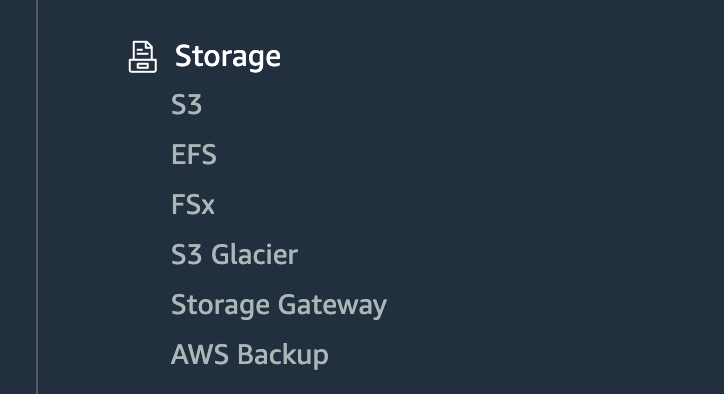 Storage
S3
EFS
FSx
S3 Glacier
Storage Gateway
AWS Backup